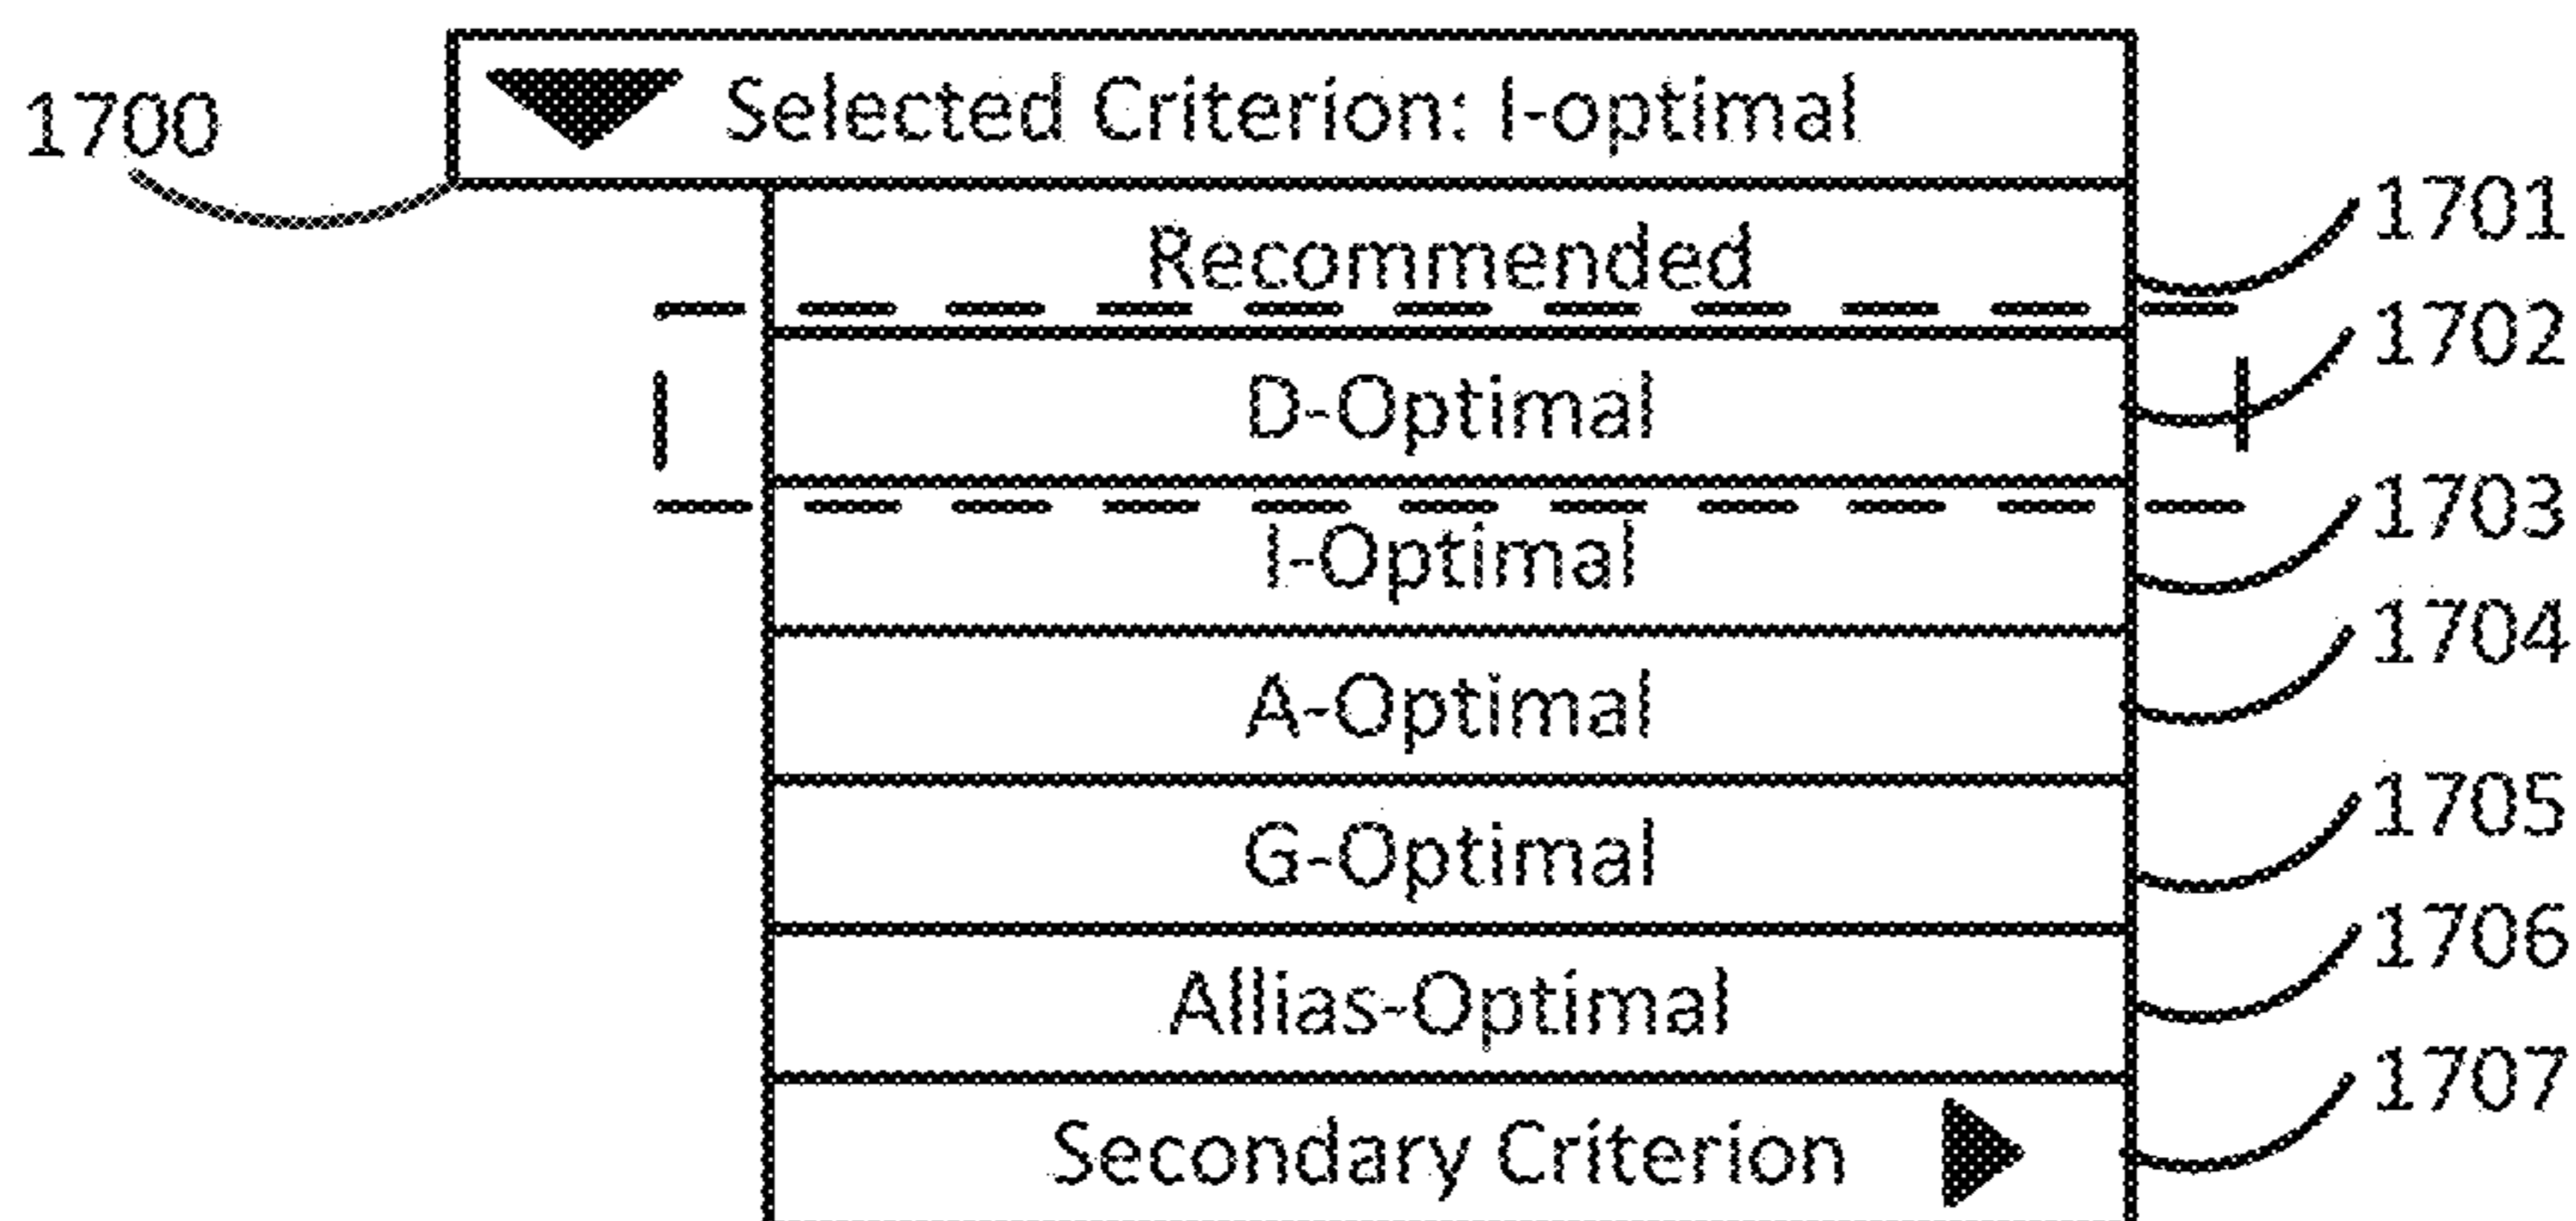 1700
Selected Criterion: I-optimal
Recommended
1701
D-Optimal
1702
I-Optimal
1703
A-Optimal
1704
G-Optimal
1705
Allias-Optimal
1706
Secondary Criterion
1707